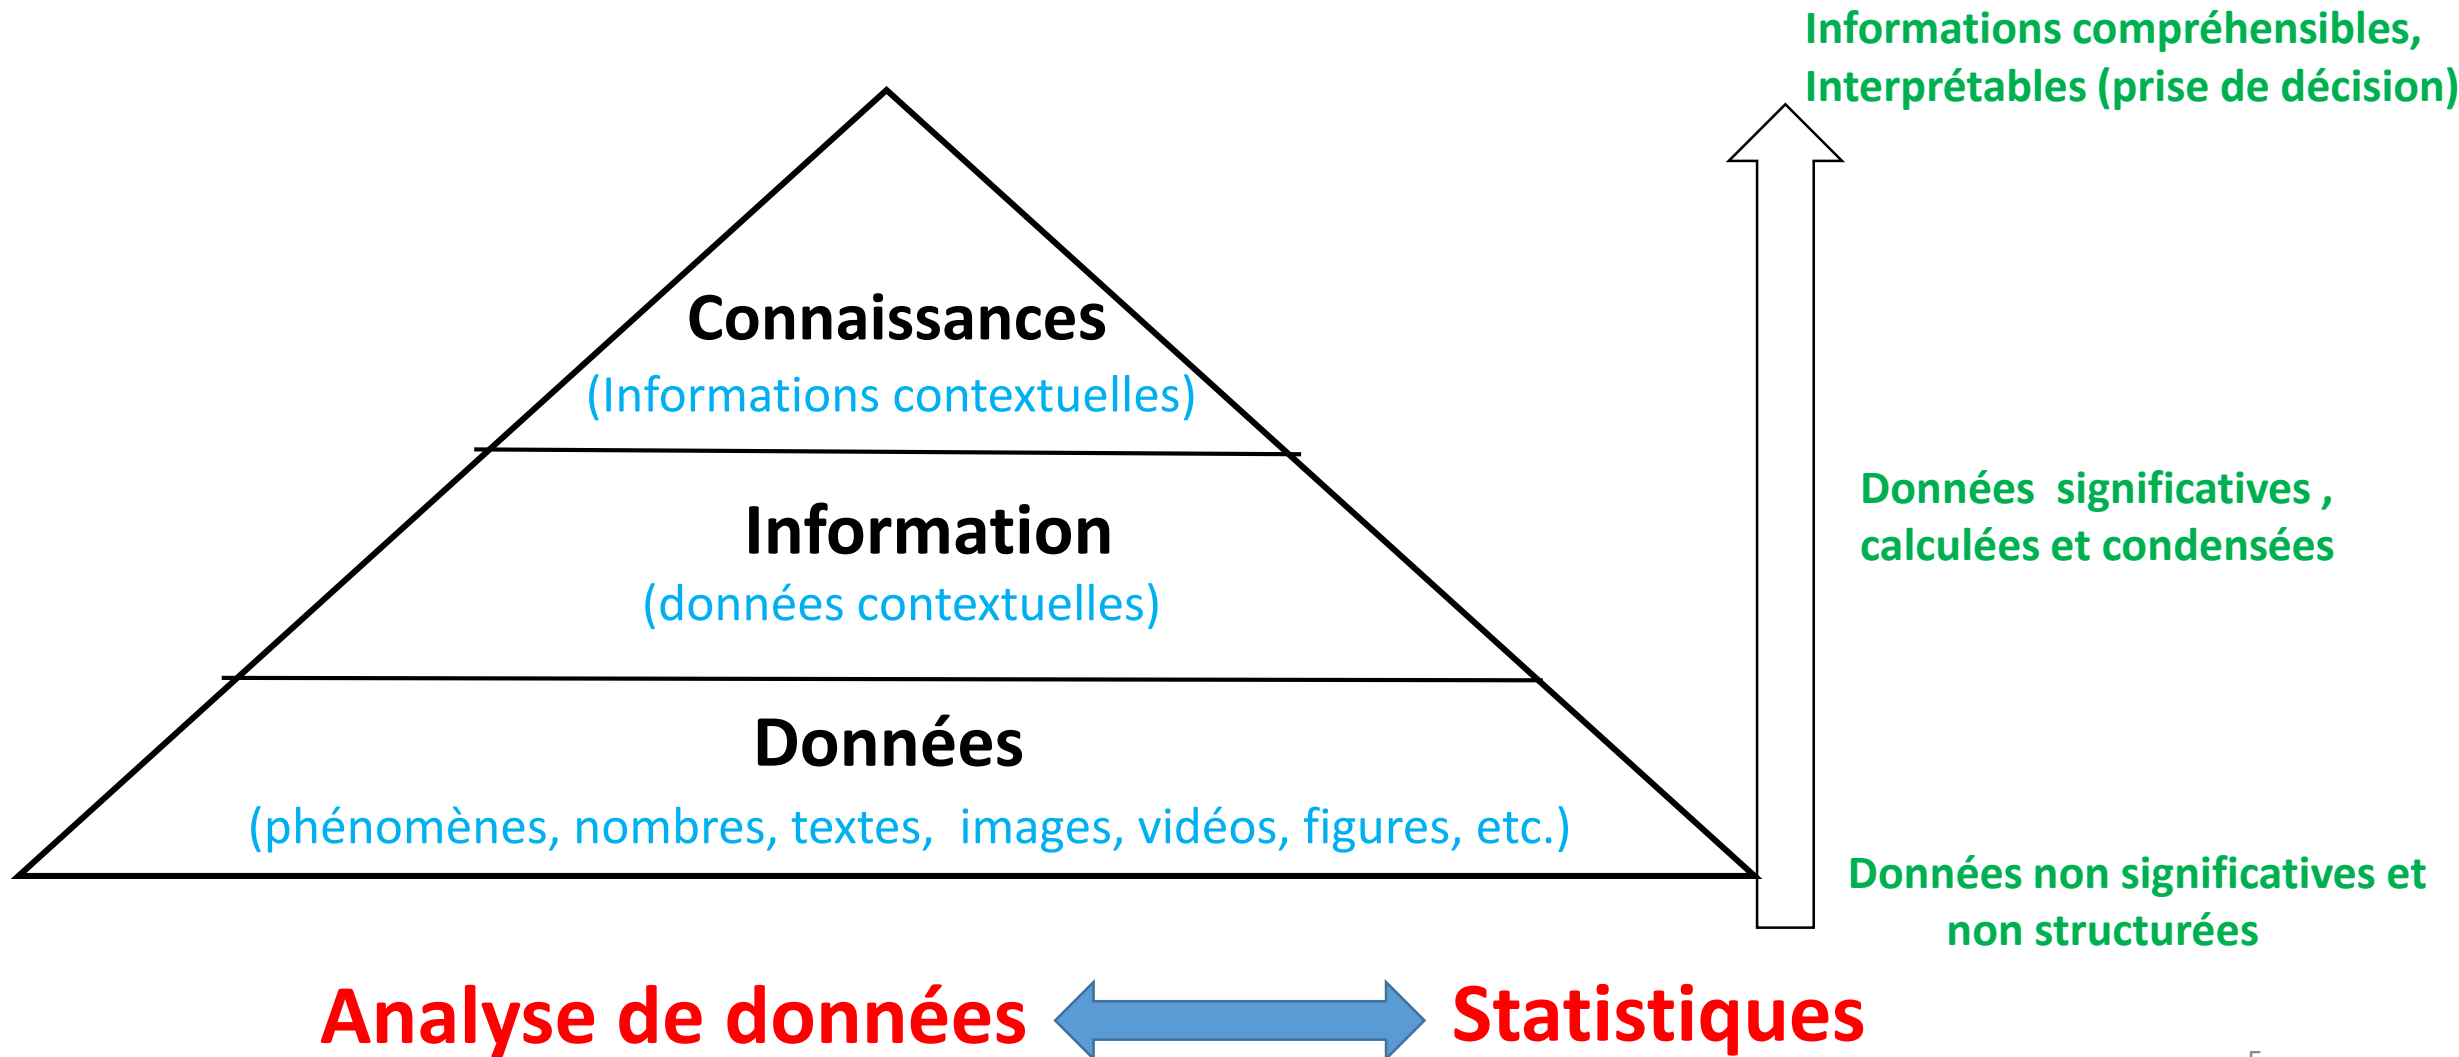 Informations compréhensibles,
Interprétables (prise de décision)
Connaissances
(Informations contextuelles)
Données significatives ,
calculées et condensées
Information
(données contextuelles)
Données
(phénomènes, nombres, textes, images, vidéos, figures, etc.)
Données non significatives et
non structurées
Analyse de données
Statistiques